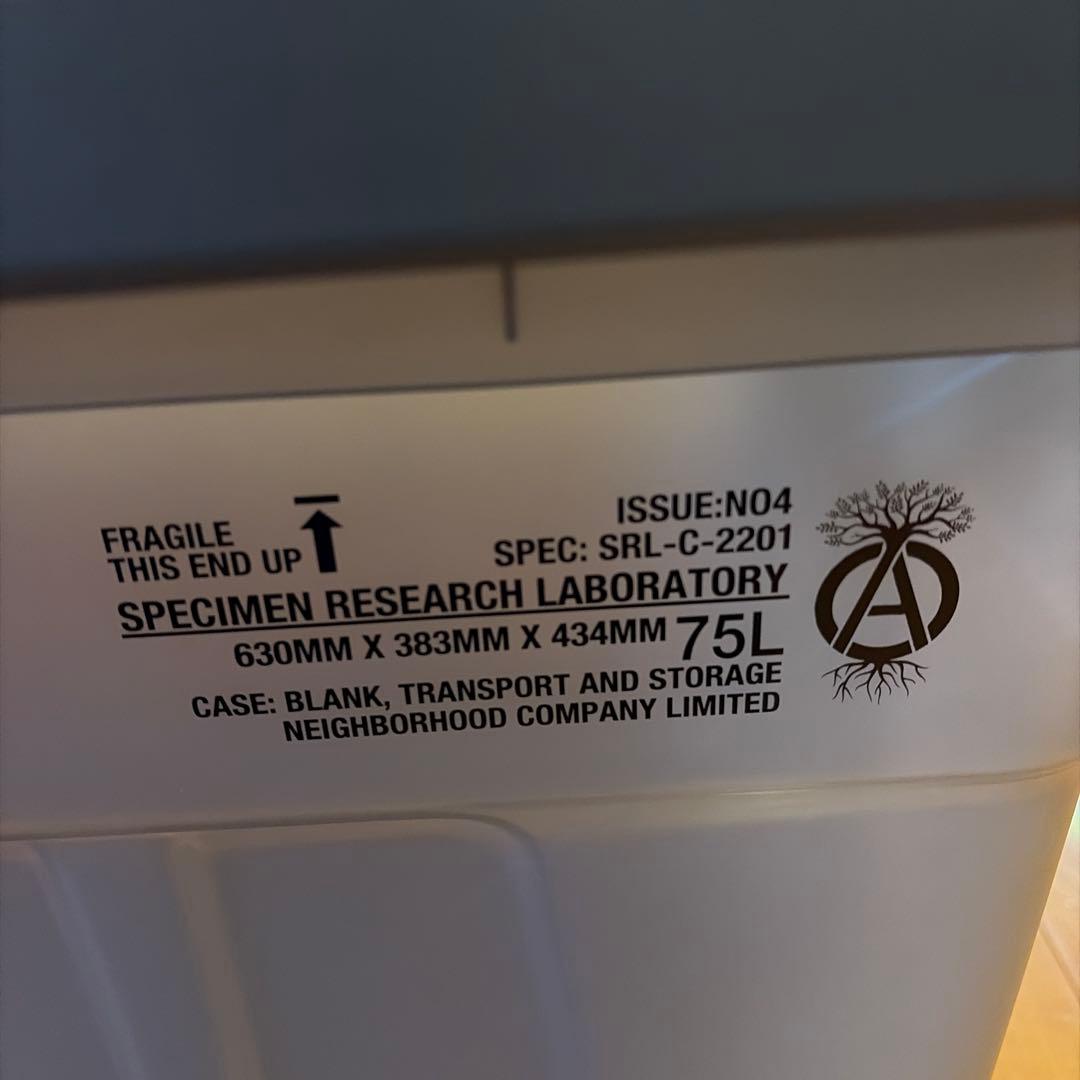 FRAGILE
THIS END UP
ISSUE:NO4
SPEC: SRL-C-2201
SPECIMEN RESEARCH LABORATORY
630MM X 383MM X 434MM 75L
CASE: BLANK, TRANSPORT AND STORAGE
NEIGHBORHOOD COMPANY LIMITED
A